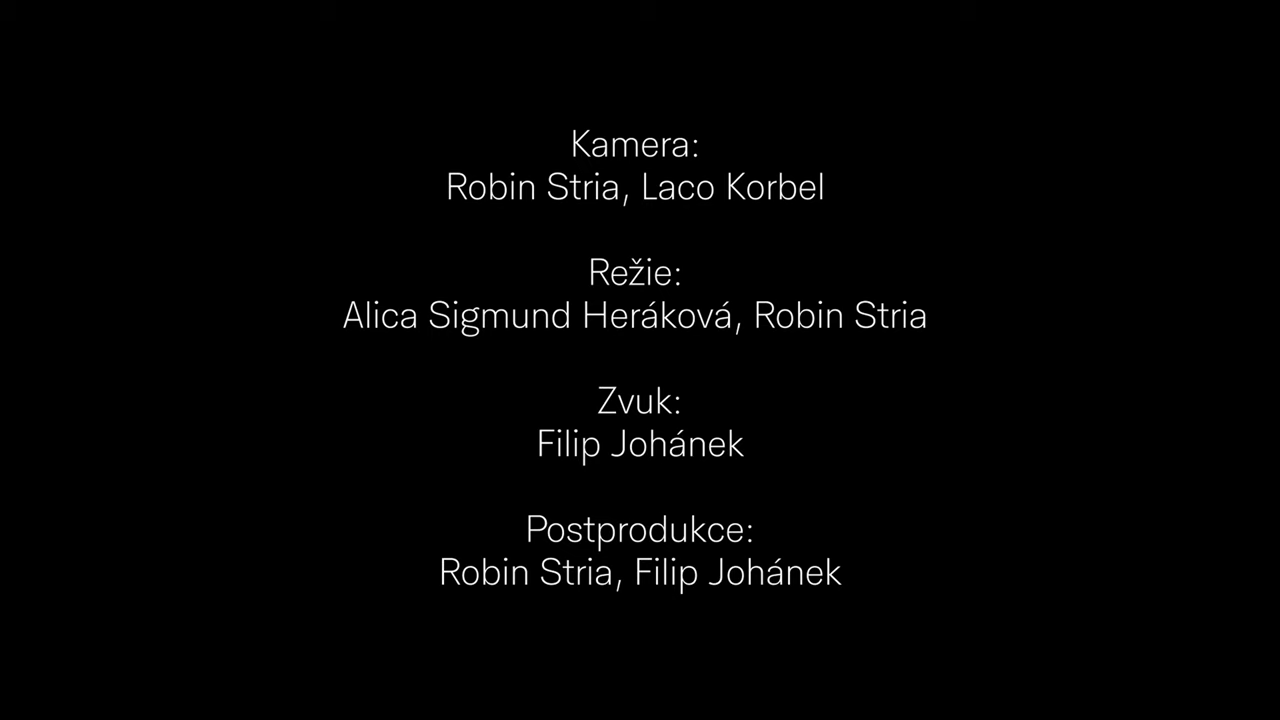 Kamera:
Robin Stria, Laco Korbel
Režie:
Alica Sigmund Heráková, Robin Stria
Zvuk:
Filip Johánek
Postprodukce:
Robin Stria, Filip Johánek